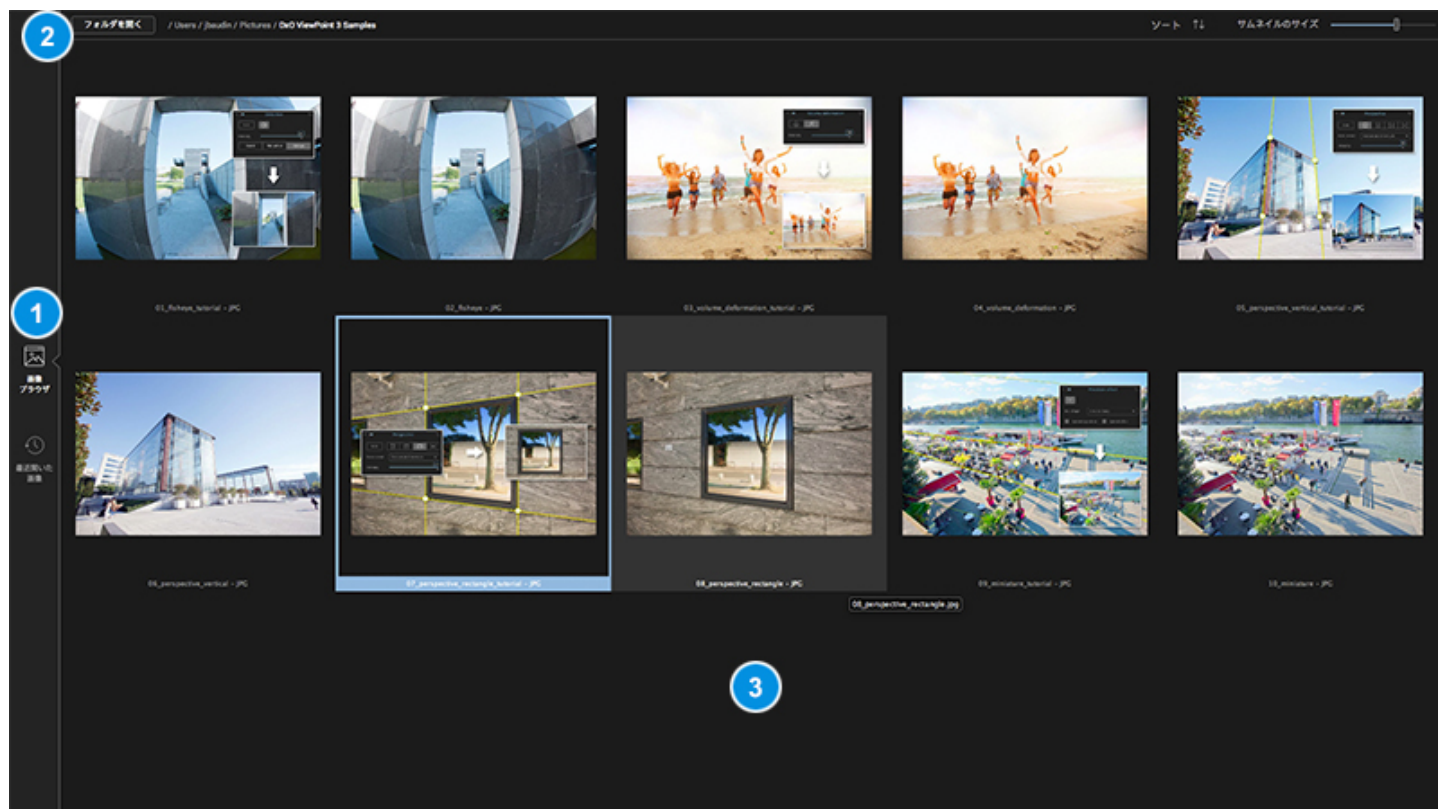 2
フォルダを開く
/ Users / jbaudin / Pictures / DxO ViewPoint 3 Samples
ソート
サムネイルのサイズ
01_fisheye_tutorial - JPG
02_fisheye - JPG
03_volume_deformation_tutorial - JPG
04_volume_deformation - JPG
05_perspective_vertical_tutorial - JPG
1
画像
ブラウザ
最近開いた
画像
06_perspective_vertical - JPG
07_perspective_rectangle_tutorial - JPG
08_perspective_rectangle - JPG
09_miniature_tutorial - JPG
10_miniature - JPG
08_perspective_rectangle.jpg
3